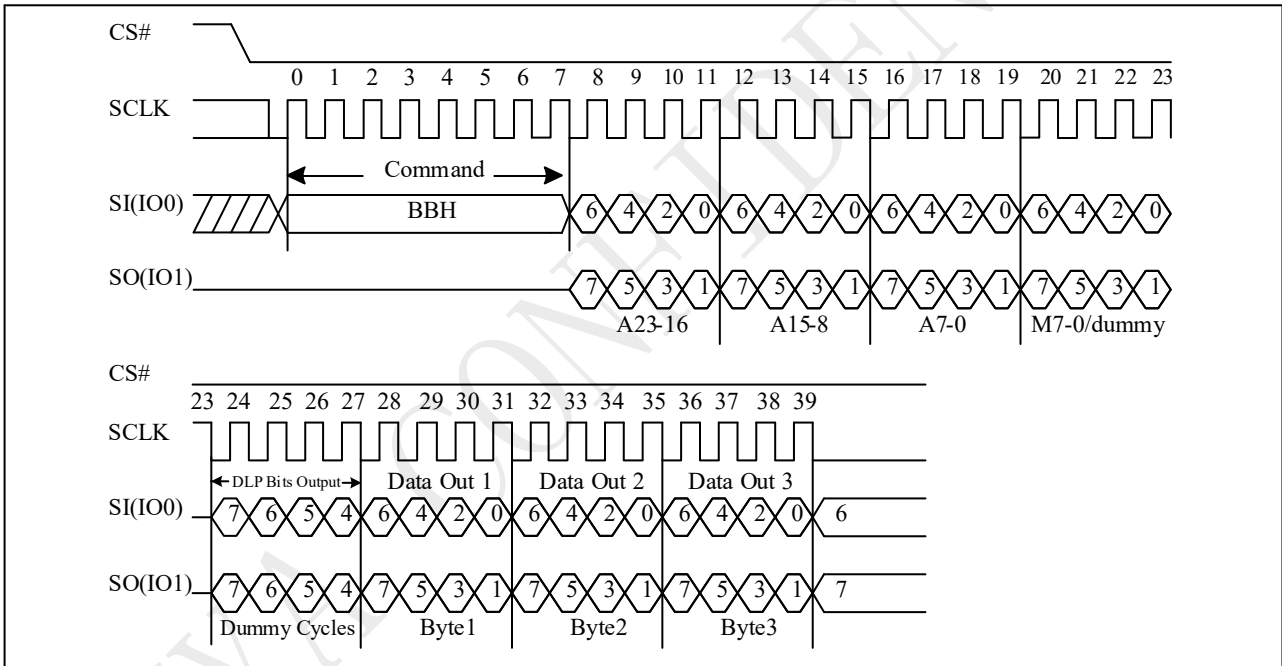 CS#
0 1 2 3 4 5 6 7 8 9 10 11 12 13 14 15 16 17 18 19 20 21 22 23
SCLK
Command
SI(IO0) BBH 6 4 2 0 6 4 2 0 6 4 2 0 6 4 2 0
SO(IO1) 7 5 3 1 7 5 3 1 7 5 3 1 7 5 3 1
A23-16 A15-8 A7-0 M7-0/dummy
CS#
23 24 25 26 27 28 29 30 31 32 33 34 35 36 37 38 39
SCLK
DLP Bits Output Data Out 1 Data Out 2 Data Out 3
SI(IO0) 7 6 5 4 6 4 2 0 6 4 2 0 6 4 2 0 6
SO(IO1) 7 6 5 4 7 5 3 1 7 5 3 1 7 5 3 1 7
Dummy Cycles Byte1 Byte2 Byte3